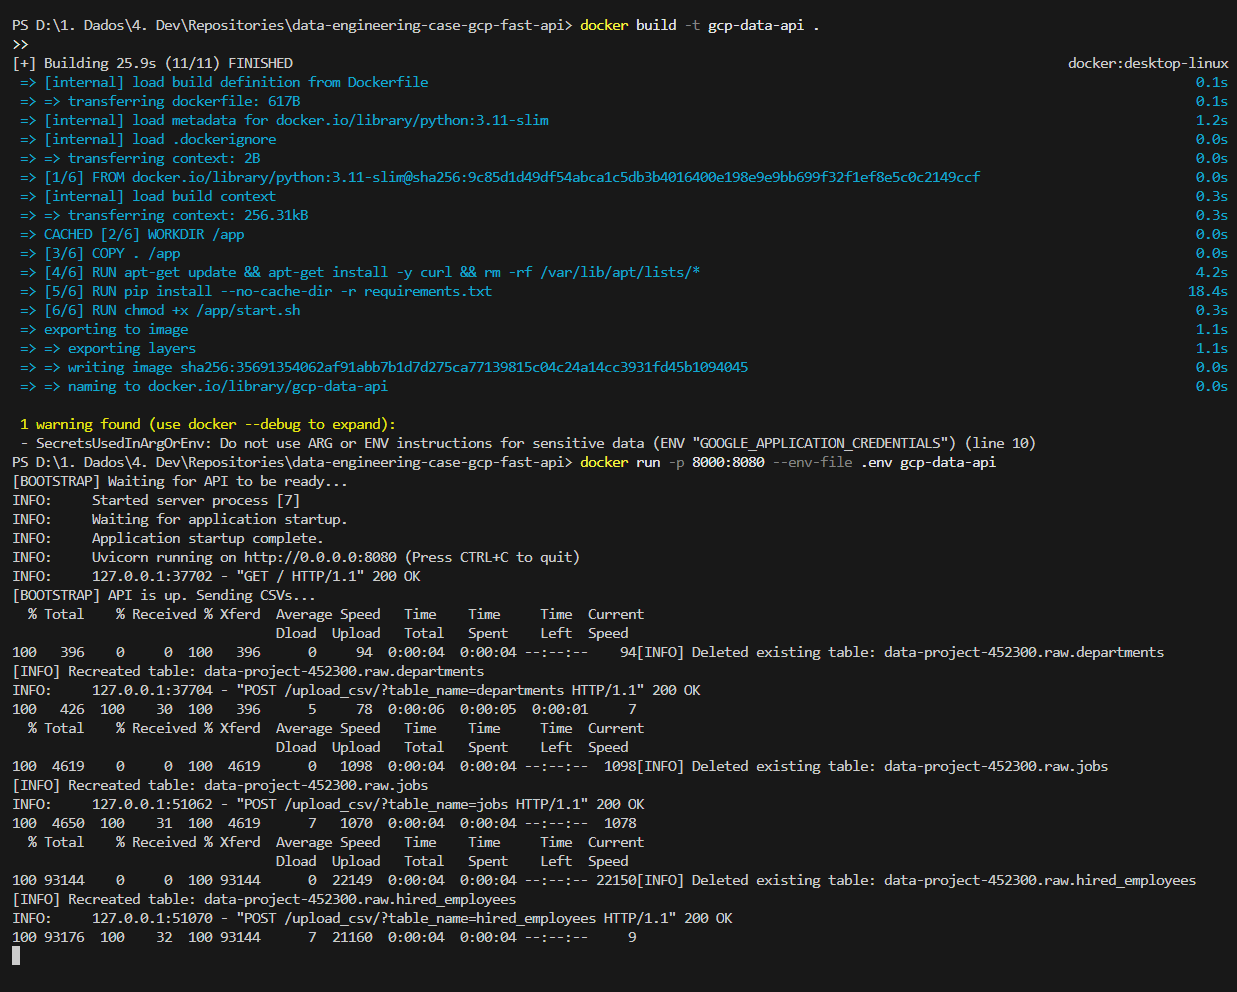 PS D:\1. Dados\4. Dev\Repositories\data-engineering-case-gcp-fast-api> docker build -t gcp-data-api .
>>
[+] Building 25.9s (11/11) FINISHED docker:desktop-linux
=> [internal] load build definition from Dockerfile 0.1s
=> => transferring dockerfile: 617B 0.1s
=> [internal] load metadata for docker.io/library/python:3.11-slim 1.2s
=> [internal] load .dockerignore 0.0s
=> => transferring context: 2B 0.0s
=> [1/6] FROM docker.io/library/python:3.11-slim@sha256:9c85d1d49df54abca1c5db3b4016400e198e9e9bb699f32f1ef8e5c0c2149ccf 0.0s
=> [internal] load build context 0.3s
=> => transferring context: 256.31kB 0.3s
=> CACHED [2/6] WORKDIR /app 0.0s
=> [3/6] COPY . /app 0.0s
=> [4/6] RUN apt-get update && apt-get install -y curl && rm -rf /var/lib/apt/lists/* 4.2s
=> [5/6] RUN pip install --no-cache-dir -r requirements.txt 18.4s
=> [6/6] RUN chmod +x /app/start.sh 0.3s
=> exporting to image 1.1s
=> => exporting layers 1.1s
=> => writing image sha256:35691354062af91abb7b1d7d275ca77139815c04c24a14cc3931fd45b1094045 0.0s
=> => naming to docker.io/library/gcp-data-api 0.0s
1 warning found (use docker --debug to expand):
- SecretsUsedInArgOrEnv: Do not use ARG or ENV instructions for sensitive data (ENV "GOOGLE_APPLICATION_CREDENTIALS") (line 10)
PS D:\1. Dados\4. Dev\Repositories\data-engineering-case-gcp-fast-api> docker run -p 8000:8080 --env-file .env gcp-data-api
[BOOTSTRAP] Waiting for API to be ready...
INFO: Started server process [7]
INFO: Waiting for application startup.
INFO: Application startup complete.
INFO: Uvicorn running on http://0.0.0.0:8080 (Press CTRL+C to quit)
INFO: 127.0.0.1:37702 - "GET / HTTP/1.1" 200 OK
[BOOTSTRAP] API is up. Sending CSVs...
% Total % Received % Xferd Average Speed Time Time Time Current
Dload Upload Total Spent Left Speed
100 396 0 0 100 396 0 94 0:00:04 0:00:04 --:--:-- 94[INFO] Deleted existing table: data-project-452300.raw.departments
[INFO] Recreated table: data-project-452300.raw.departments
INFO: 127.0.0.1:37704 - "POST /upload_csv/?table_name=departments HTTP/1.1" 200 OK
100 426 100 30 100 396 5 78 0:00:06 0:00:05 0:00:01 7
% Total % Received % Xferd Average Speed Time Time Time Current
Dload Upload Total Spent Left Speed
100 4619 0 0 100 4619 0 1098 0:00:04 0:00:04 --:--:-- 1098[INFO] Deleted existing table: data-project-452300.raw.jobs
[INFO] Recreated table: data-project-452300.raw.jobs
INFO: 127.0.0.1:51062 - "POST /upload_csv/?table_name=jobs HTTP/1.1" 200 OK
100 4650 100 31 100 4619 7 1070 0:00:04 0:00:04 --:--:-- 1078
% Total % Received % Xferd Average Speed Time Time Time Current
Dload Upload Total Spent Left Speed
100 93144 0 0 100 93144 0 22149 0:00:04 0:00:04 --:--:-- 22150[INFO] Deleted existing table: data-project-452300.raw.hired_employees
[INFO] Recreated table: data-project-452300.raw.hired_employees
INFO: 127.0.0.1:51070 - "POST /upload_csv/?table_name=hired_employees HTTP/1.1" 200 OK
100 93176 100 32 100 93144 7 21160 0:00:04 0:00:04 --:--:-- 9